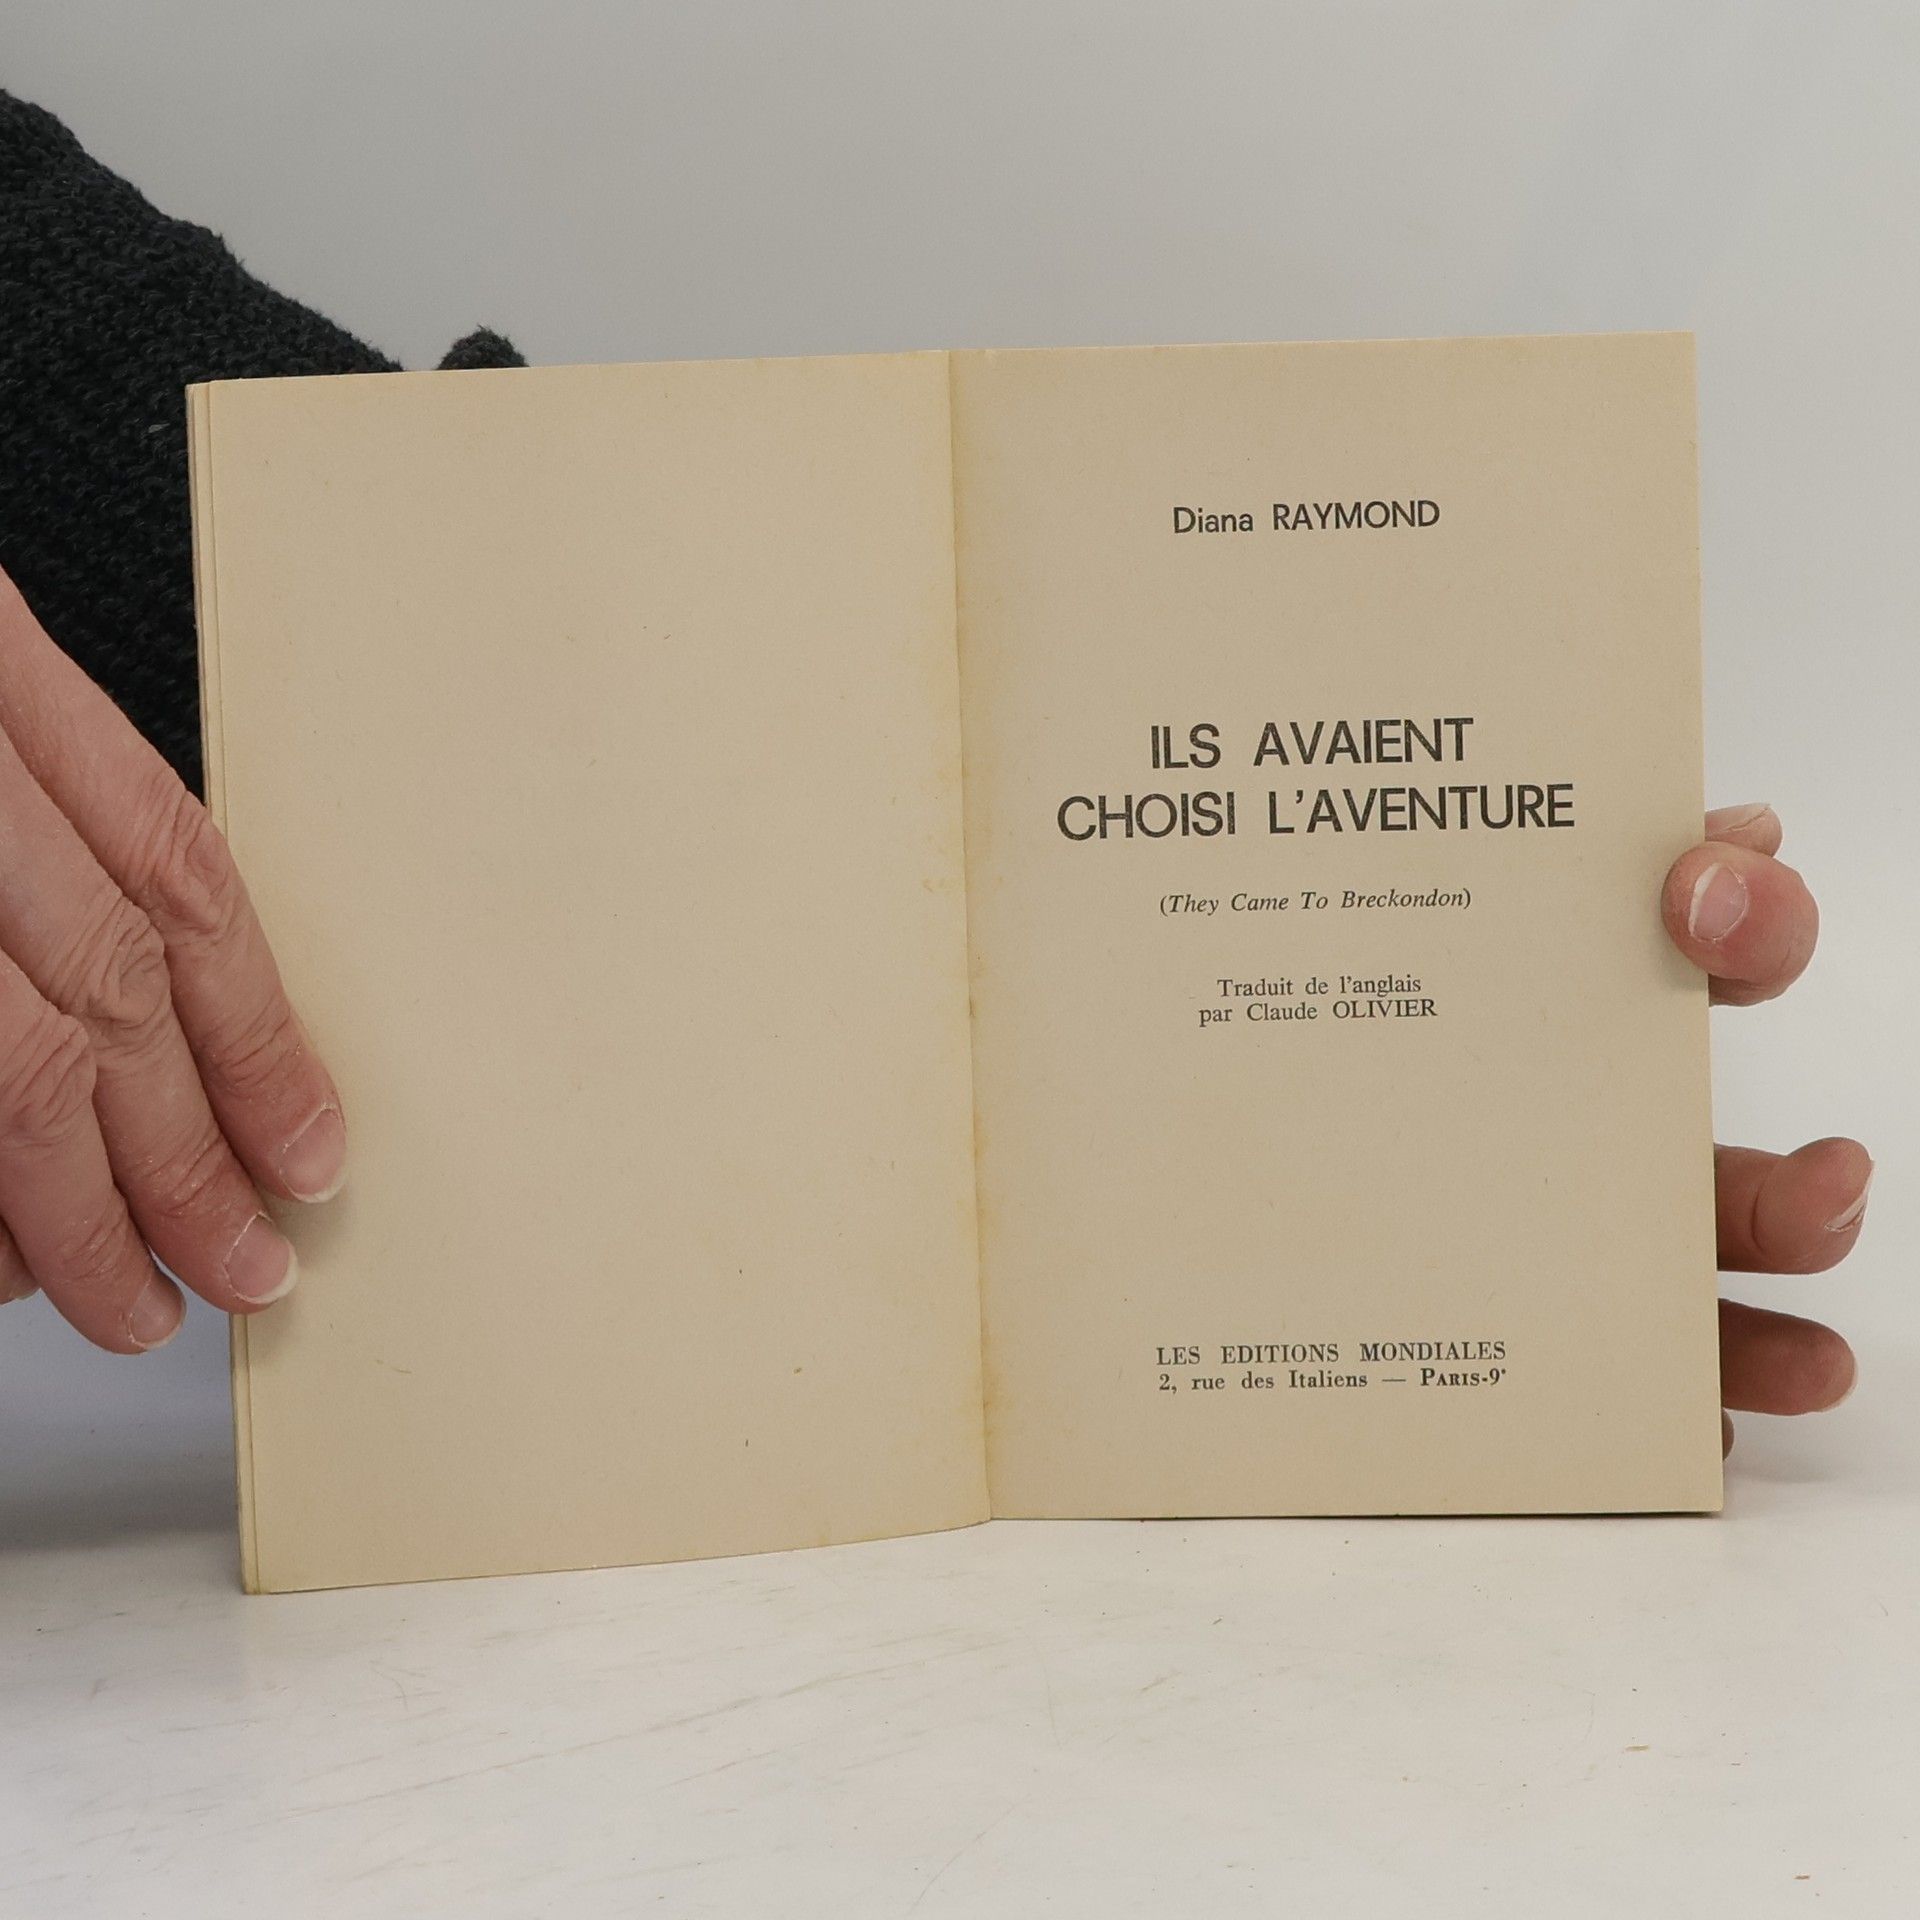 Diana RAYMOND
ILS AVAIENT
CHOISI L'AVENTURE
(They Came To Breckondon)
Traduit de l'anglais
par Claude OLIVIER
LES EDITIONS MONDIALES
2, rue des Italiens — PARIS-9e